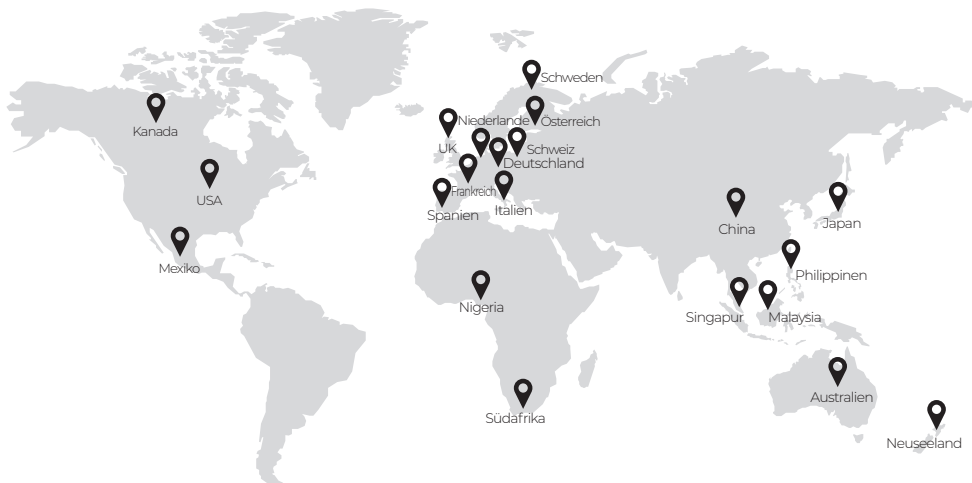 Schweden
Niederlande
Österreich
Kanada
UK
Schweiz
Deutschland
Frankreich
USA
Italien
Spanien
Japan
China
Mexiko
Philippinen
Nigeria
Singapur
Malaysia
Australien
Südafrika
Neuseeland